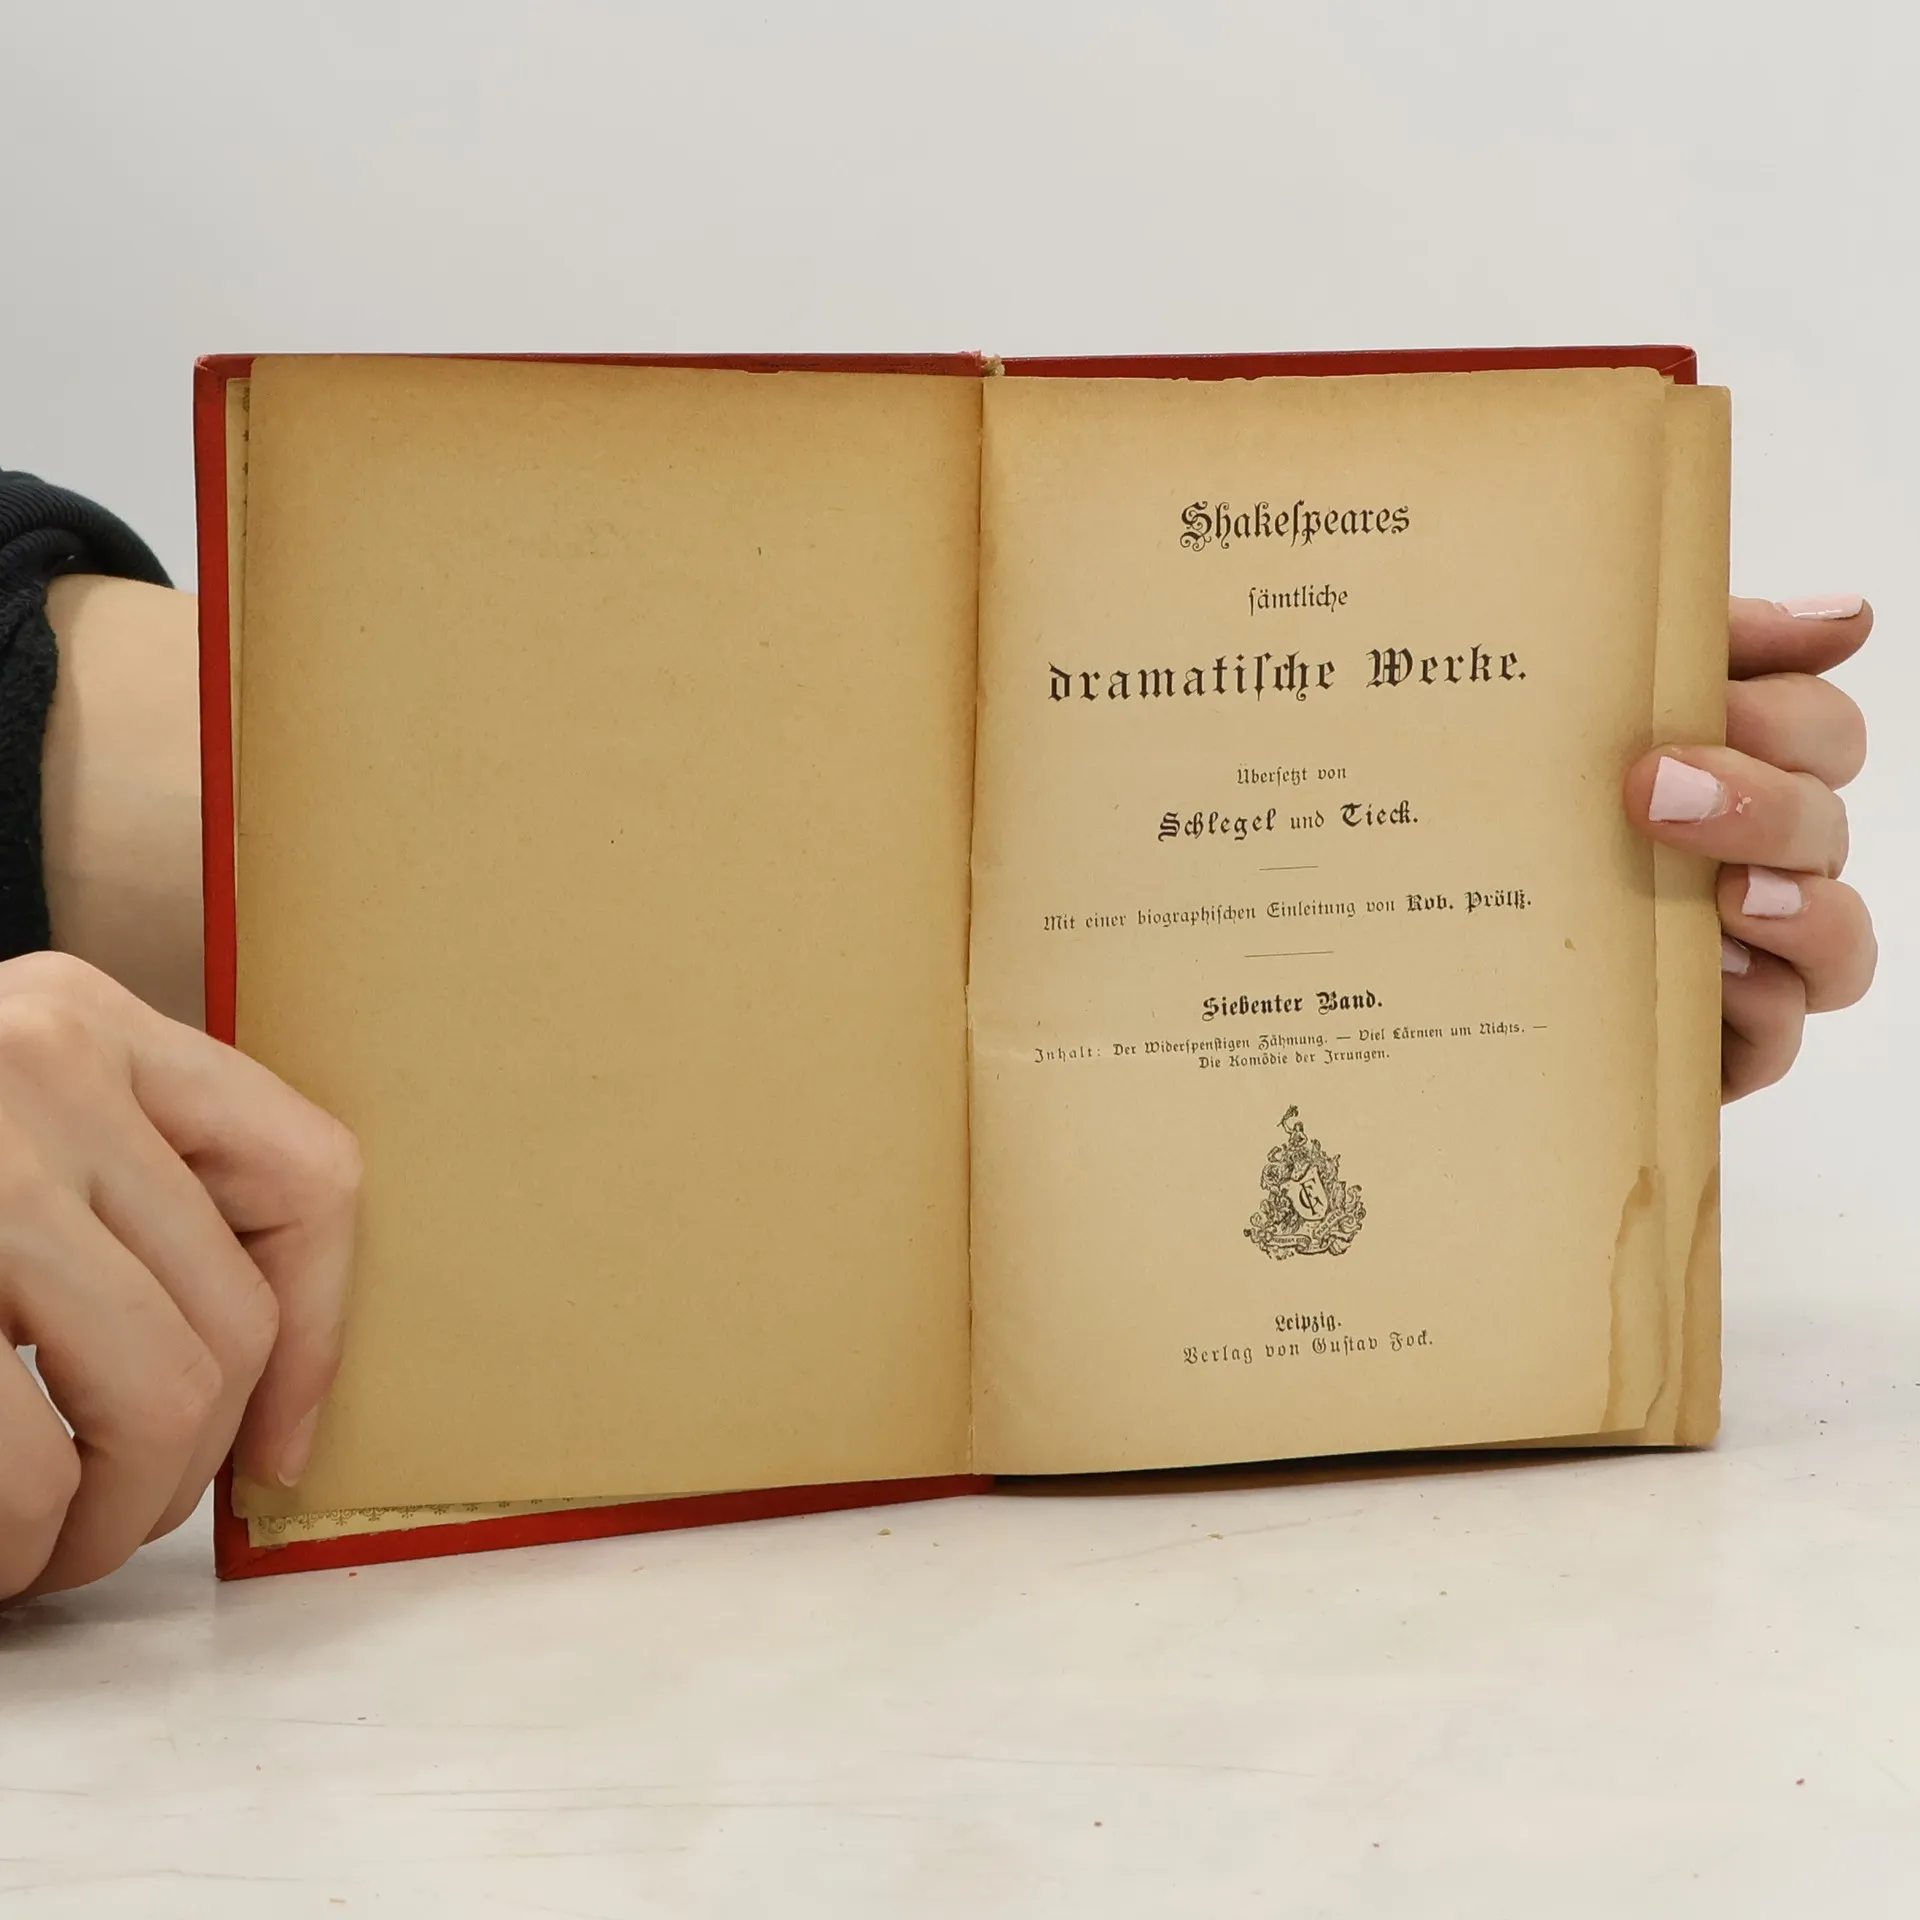 Shakeſpeares
ſämtliche
dramatiſche Werke.
Überſetzt von
Schlegel und Tieck.
Mit einer biographiſchen Einleitung von Rob. Prölß.
Siebenter Band.
Inhalt: Der Widerſpenſtigen Zähmung. — Viel Lärmen um Nichts. —
Die Komödie der Irrungen.
GF
Leipzig.
Verlag von Guſtav Fock.